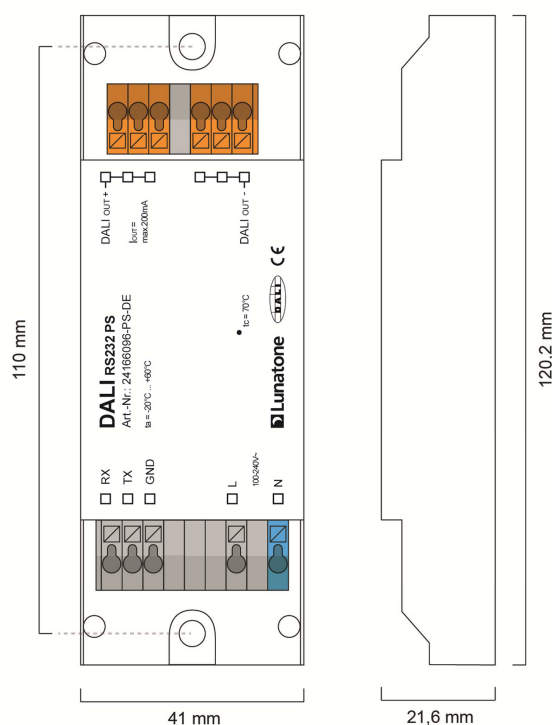 DALI OUT +
IOUT =
max.200mA
DALI OUT -
DALI RS232 PS
Art.-Nr.: 24166096-PS-DE
ta = -20°C ... +60°C
tc = 70°C
Lunatone
DALI
CE
RX
TX
GND
L
100-240V~
N
110 mm
120.2 mm
41 mm
21,6 mm